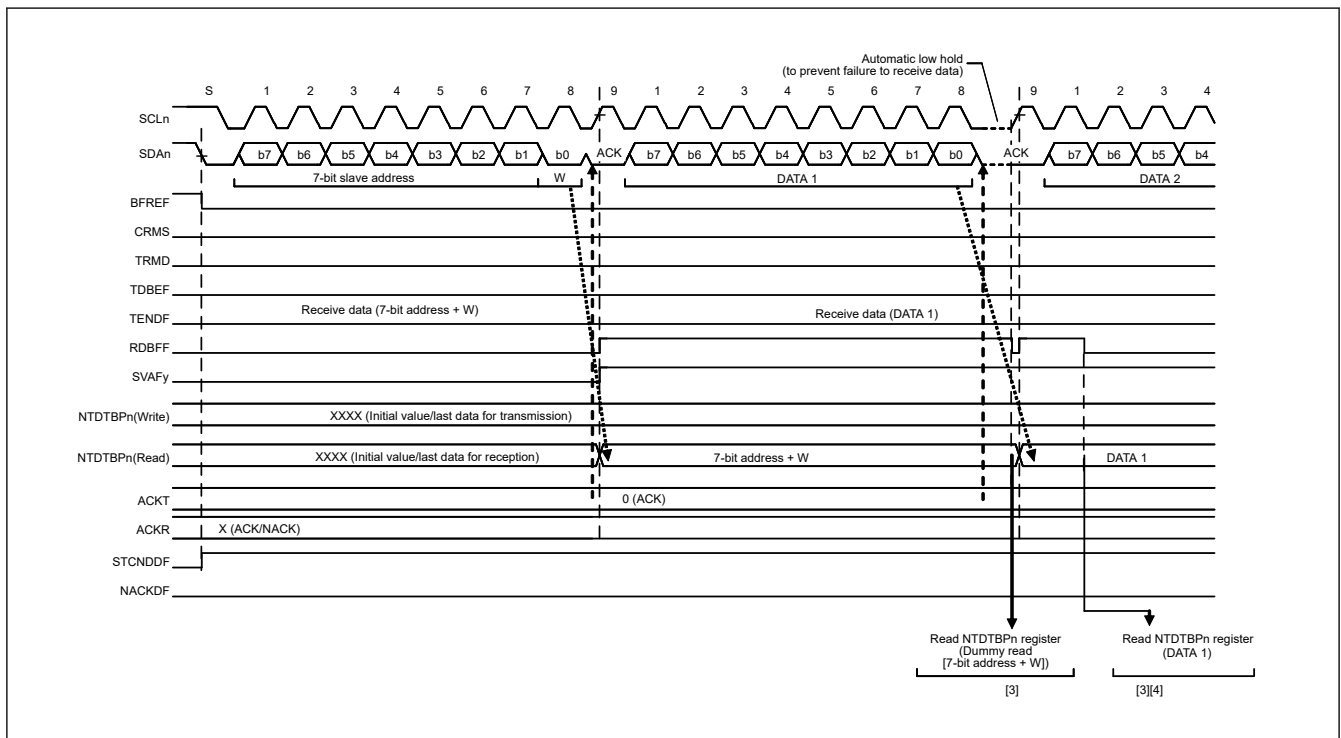 Automatic low hold
(to prevent failure to receive data)
S 1 2 3 4 5 6 7 8 9 1 2 3 4 5 6 7 8 9 1 2 3 4
SCLn
SDAn b7 b6 b5 b4 b3 b2 b1 b0 ACK b7 b6 b5 b4 b3 b2 b1 b0 ACK b7 b6 b5 b4
7-bit slave address W DATA 1 DATA 2
BFREF
CRMS
TRMD
TDBEF
Receive data (7-bit address + W) Receive data (DATA 1)
TENDF
RDBFF
SVAFy
NTDTBPn(Write) XXXX (Initial value/last data for transmission)
NTDTBPn(Read) XXXX (Initial value/last data for reception) 7-bit address + W DATA 1
ACKT 0 (ACK)
ACKR X (ACK/NACK)
STCNDDF
NACKDF
Read NTDTBPn register Read NTDTBPn register
(Dummy read (DATA 1)
[7-bit address + W])
[3] [3][4]